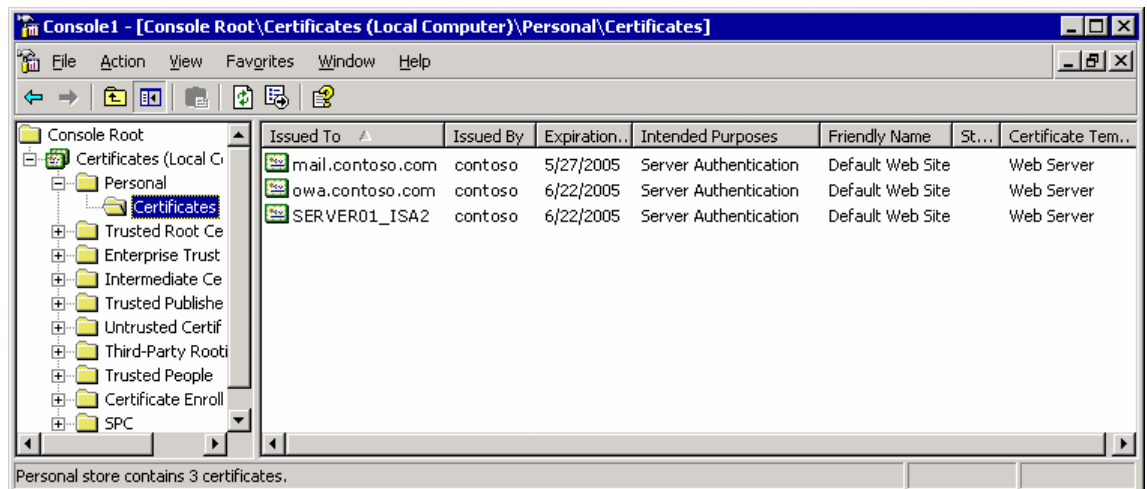 Console1 - [Console Root\Certificates (Local Computer)\Personal\Certificates]
File Action View Favorites Window Help
Console Root
Certificates (Local Co
Personal
Certificates
Trusted Root Ce
Enterprise Trust
Intermediate Ce
Trusted Publishe
Untrusted Certif
Third-Party Rooti
Trusted People
Certificate Enroll
SPC
Issued To Issued By Expiration... Intended Purposes Friendly Name St... Certificate Tem...
mail.contoso.com contoso 5/27/2005 Server Authentication Default Web Site Web Server
owa.contoso.com contoso 6/22/2005 Server Authentication Default Web Site Web Server
SERVER01_ISA2 contoso 6/22/2005 Server Authentication Default Web Site Web Server
Personal store contains 3 certificates.